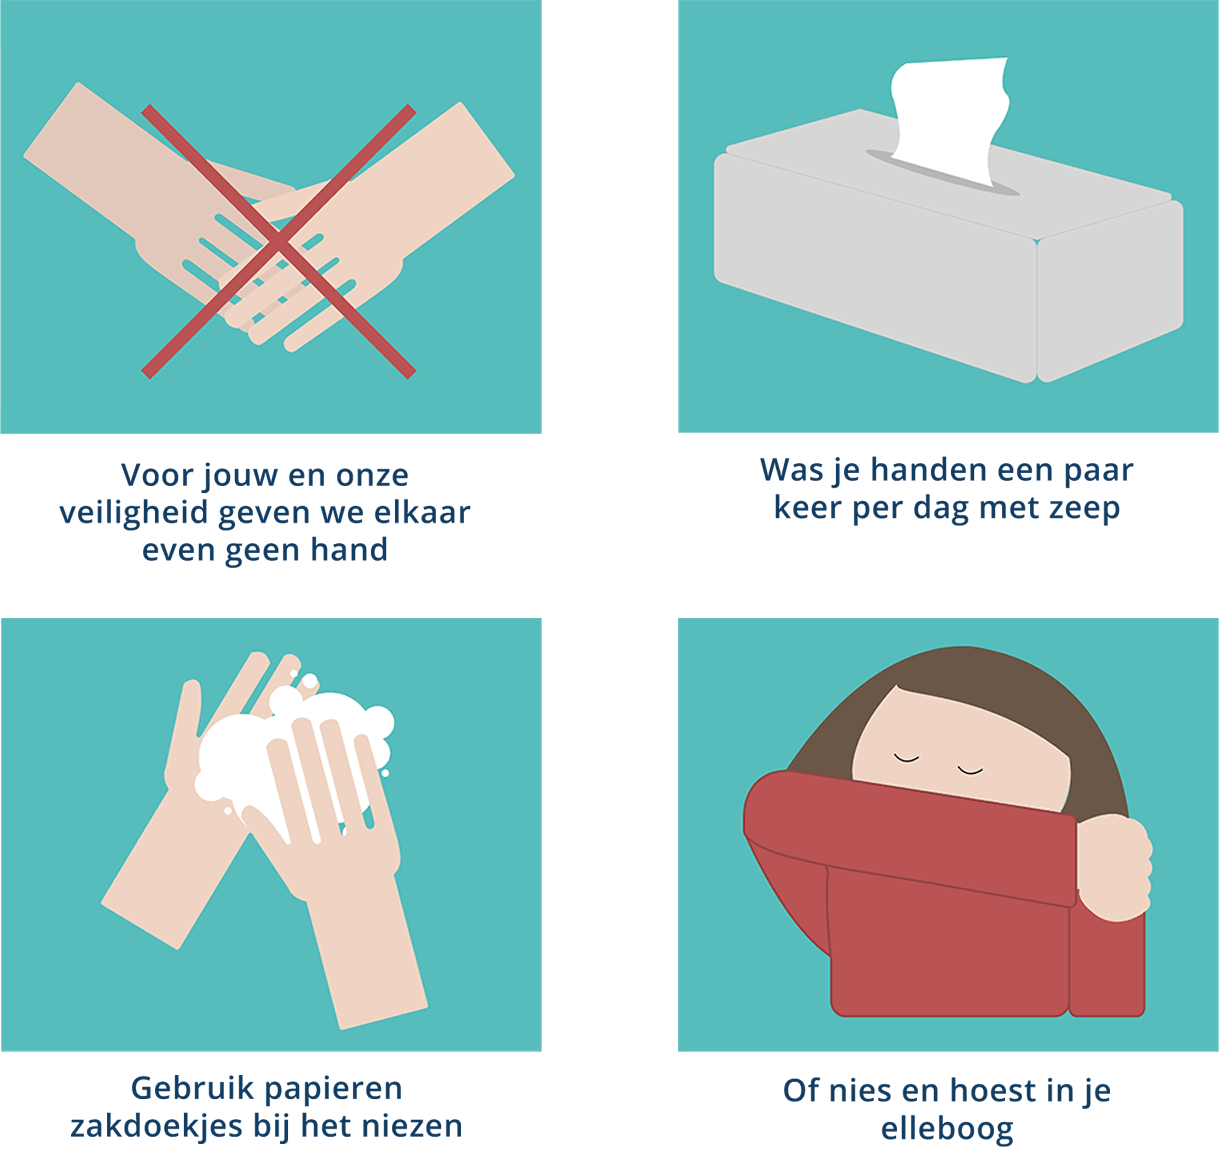 Voor jouw en onze
veiligheid geven we elkaar
even geen hand
Was je handen een paar
keer per dag met zeep
Gebruik papieren
zakdoekjes bij het niezen
Of nies en hoest in je
elleboog